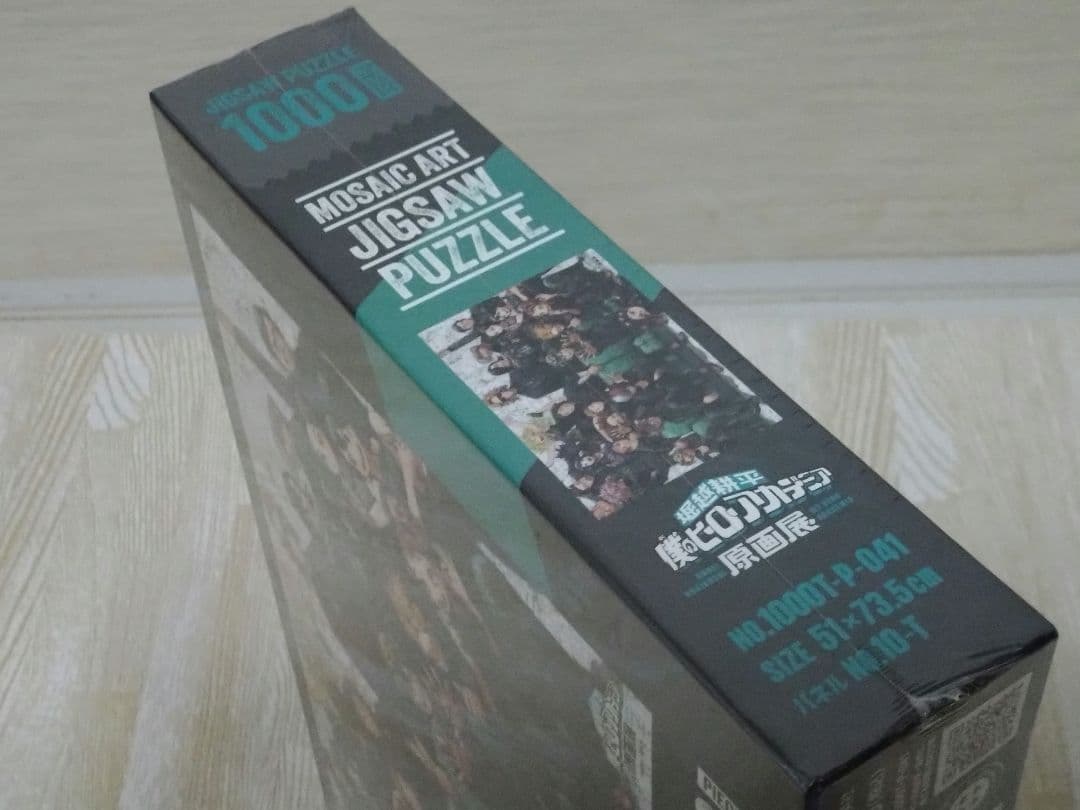 JIGSAW PUZZLE
1000
MOSAIC ART
JIGSAW
PUZZLE
堀越耕平
僕のヒーローアカデミア
原画展
NO.1000T-P-041
SIZE 51×73.5cm
パネル NO.10-T
PIECE